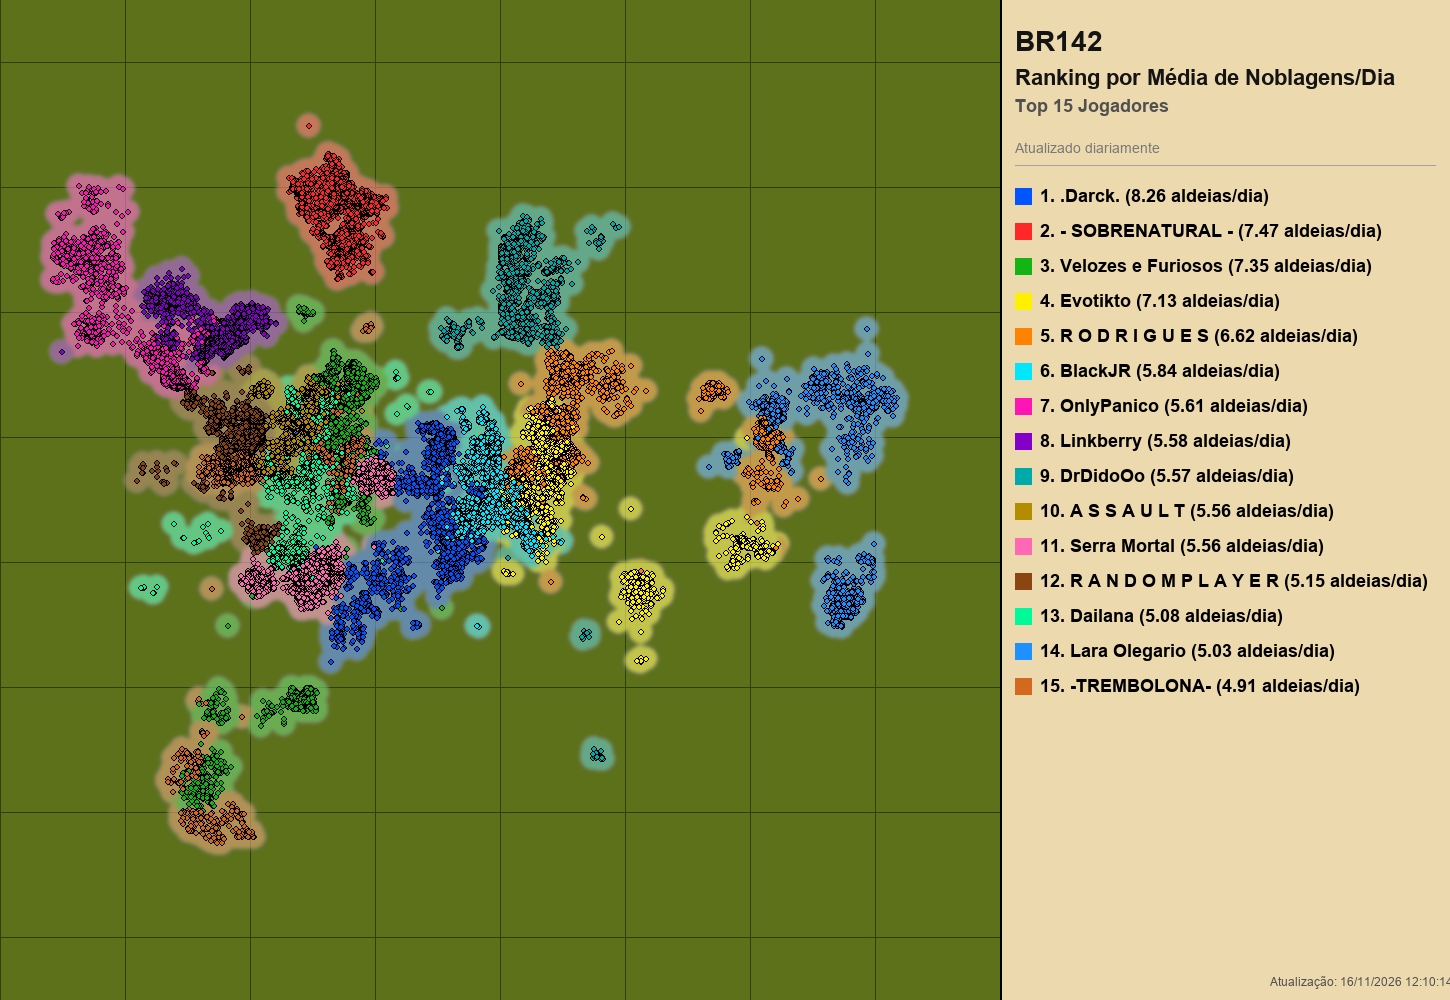 BR142
Ranking por Média de Noblagens/Dia
Top 15 Jogadores
Atualizado diariamente
1. .Darck. (8.26 aldeias/dia)
2. - SOBRENATURAL - (7.47 aldeias/dia)
3. Velozes e Furiosos (7.35 aldeias/dia)
4. Evotikto (7.13 aldeias/dia)
5. R O D R I G U E S (6.62 aldeias/dia)
6. BlackJR (5.84 aldeias/dia)
7. OnlyPanico (5.61 aldeias/dia)
8. Linkberry (5.58 aldeias/dia)
9. DrDidoOo (5.57 aldeias/dia)
10. A S S A U L T (5.56 aldeias/dia)
11. Serra Mortal (5.56 aldeias/dia)
12. R A N D O M P L A Y E R (5.15 aldeias/dia)
13. Dailana (5.08 aldeias/dia)
14. Lara Olegario (5.03 aldeias/dia)
15. -TREMBOLONA- (4.91 aldeias/dia)
Atualização: 16/11/2026 12:10:14